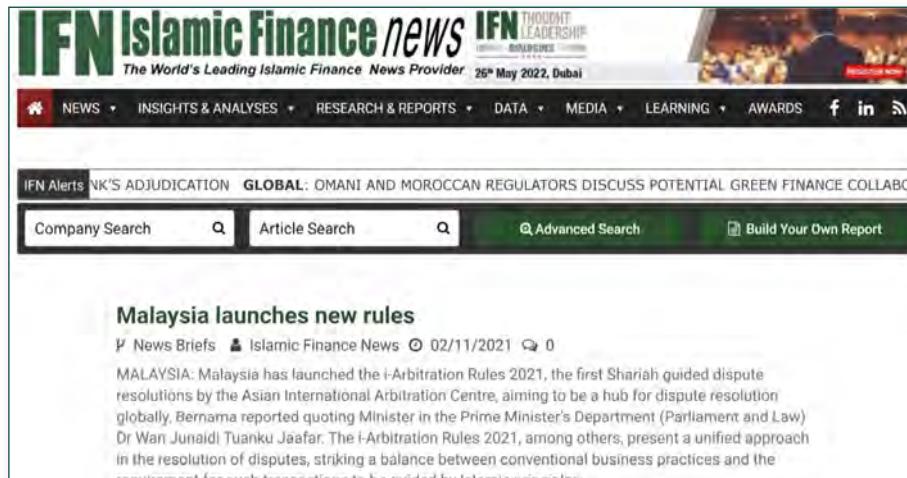 IFN Islamic Finance news
The World's Leading Islamic Finance News Provider
IFN THOUGHT LEADERSHIP
DIALOGUES
26th May 2022, Dubai
REGISTER NOW
NEWS INSIGHTS & ANALYSES RESEARCH & REPORTS DATA MEDIA LEARNING AWARDS
IFN Alerts NK'S ADJUDICATION GLOBAL: OMANI AND MOROCCAN REGULATORS DISCUSS POTENTIAL GREEN FINANCE COLLABO
Company Search Article Search Advanced Search Build Your Own Report
Malaysia launches new rules
News Briefs Islamic Finance News 02/11/2021 0
MALAYSIA: Malaysia has launched the i-Arbitration Rules 2021, the first Shariah guided dispute
resolutions by the Asian International Arbitration Centre, aiming to be a hub for dispute resolution
globally, Bernama reported quoting Minister in the Prime Minister's Department (Parliament and Law)
Dr Wan Junaidi Tuanku Jaafar. The i-Arbitration Rules 2021, among others, present a unified approach
in the resolution of disputes, striking a balance between conventional business practices and the